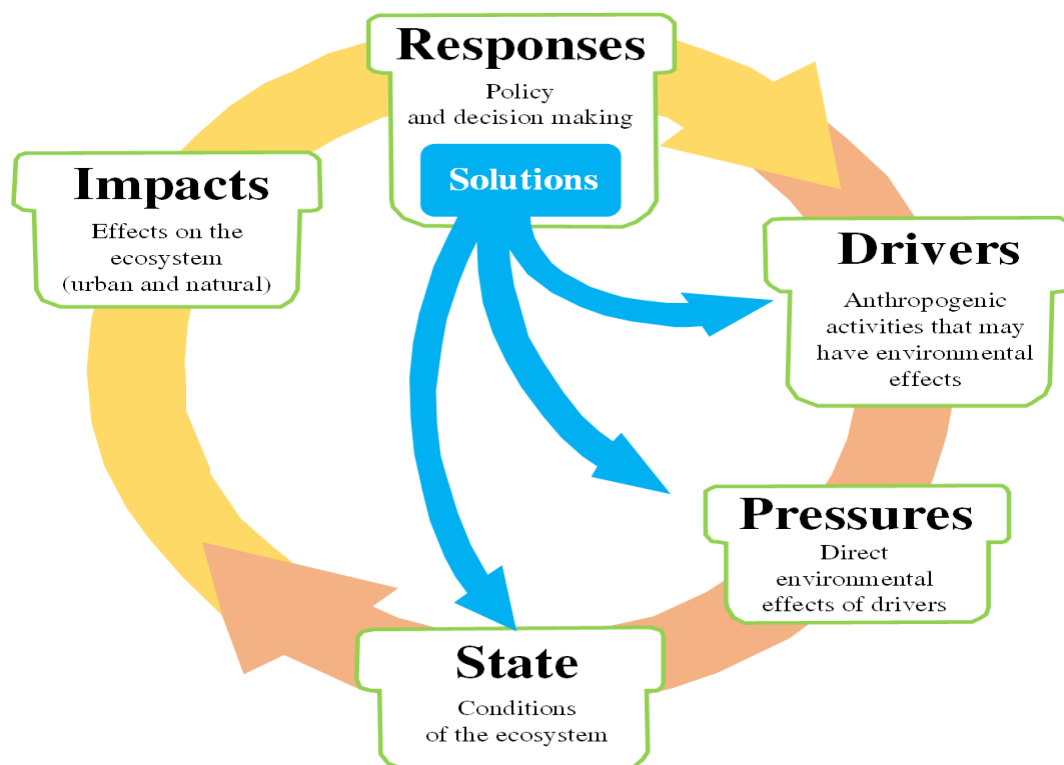 Responses
Policy
and decision making
Solutions
Impacts
Effects on the
ecosystem
(urban and natural)
Drivers
Anthropogenic
activities that may
have environmental
effects
Pressures
Direct
environmental
effects of drivers
State
Conditions
of the ecosystem